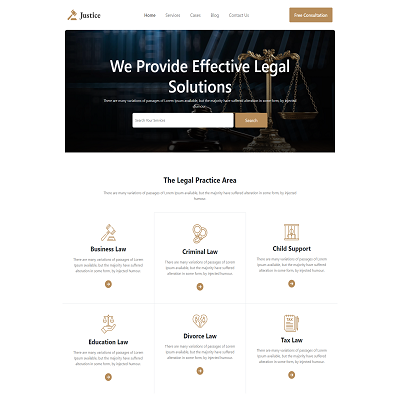 Justice
Home Services Cases Blog Contact Us
Free Consultation
We Provide Effective Legal
Solutions
There are many variations of passages of Lorem Ipsum available, but the majority have suffered alteration in some form, by injected
humour.
Search Your Services
Search
The Legal Practice Area
There are many variations of passages of Lorem Ipsum available, but the majority have suffered alteration in some form, by injected
humour.
Business Law
There are many variations of passages of Lorem
Ipsum available, but the majority have suffered
alteration in some form, by injected humour.
Criminal Law
There are many variations of passages of Lorem
Ipsum available, but the majority have suffered
alteration in some form, by injected humour.
Child Support
There are many variations of passages of Lorem
Ipsum available, but the majority have suffered
alteration in some form, by injected humour.
Education Law
There are many variations of passages of Lorem
Ipsum available, but the majority have suffered
alteration in some form, by injected humour.
Divorce Law
There are many variations of passages of Lorem
Ipsum available, but the majority have suffered
alteration in some form, by injected humour.
TAX
Tax Law
There are many variations of passages of Lorem
Ipsum available, but the majority have suffered
alteration in some form, by injected humour.